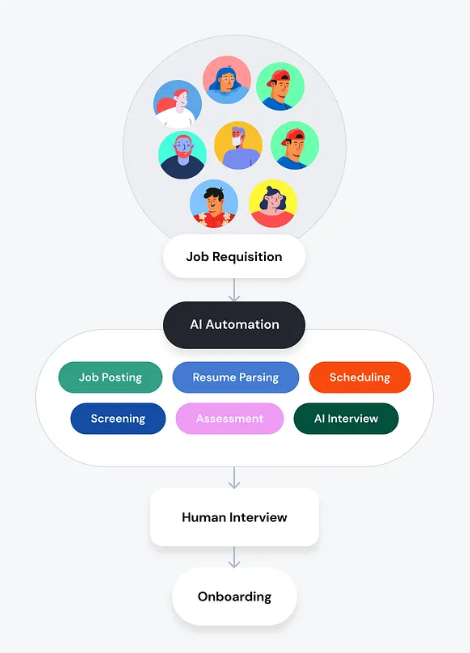 Job Requisition
AI Automation
Job Posting
Resume Parsing
Scheduling
Screening
Assessment
AI Interview
Human Interview
Onboarding